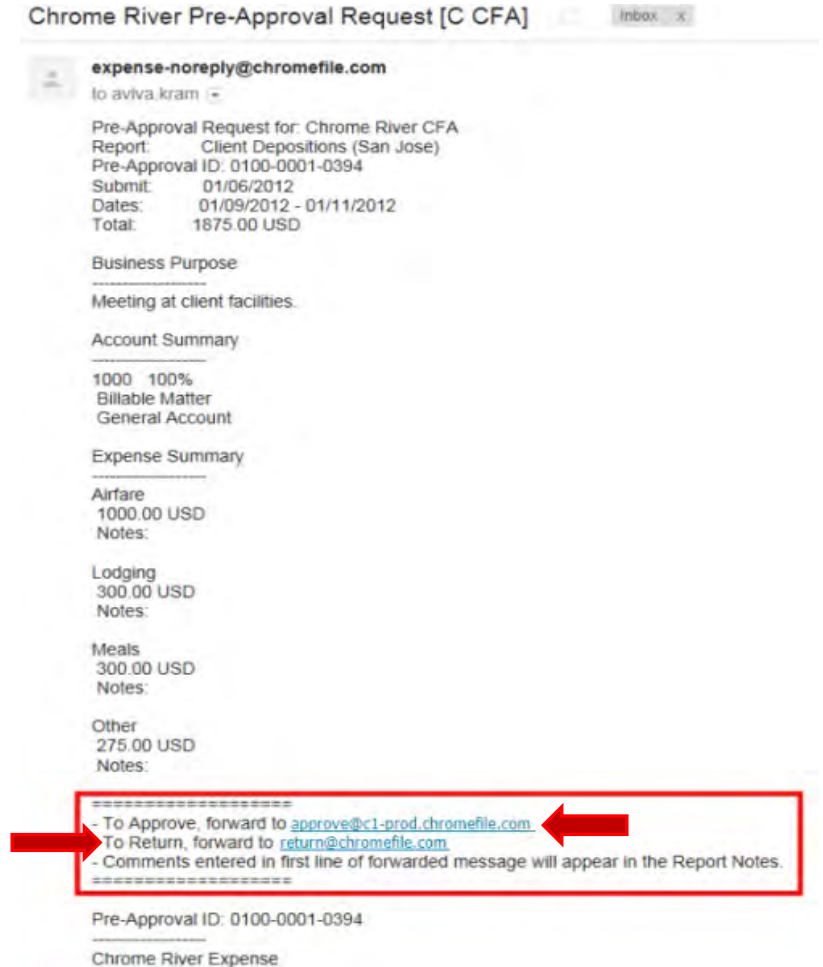 Chrome River Pre-Approval Request [C CFA]
Inbox x
expense-noreply@chromefile.com
to aviva.kram
Pre-Approval Request for: Chrome River CFA
Report: Client Depositions (San Jose)
Pre-Approval ID: 0100-0001-0394
Submit: 01/06/2012
Dates: 01/09/2012 - 01/11/2012
Total: 1875.00 USD
Business Purpose
--------------------
Meeting at client facilities.
Account Summary
--------------------
1000 100%
Billable Matter
General Account
Expense Summary
--------------------
Airfare
1000.00 USD
Notes:
Lodging
300.00 USD
Notes:
Meals
300.00 USD
Notes:
Other
275.00 USD
Notes:
====================
- To Approve, forward to approve@c1-prod.chromefile.com
- To Return, forward to return@chromefile.com
- Comments entered in first line of forwarded message will appear in the Report Notes.
====================
Pre-Approval ID: 0100-0001-0394
--------------------
Chrome River Expense